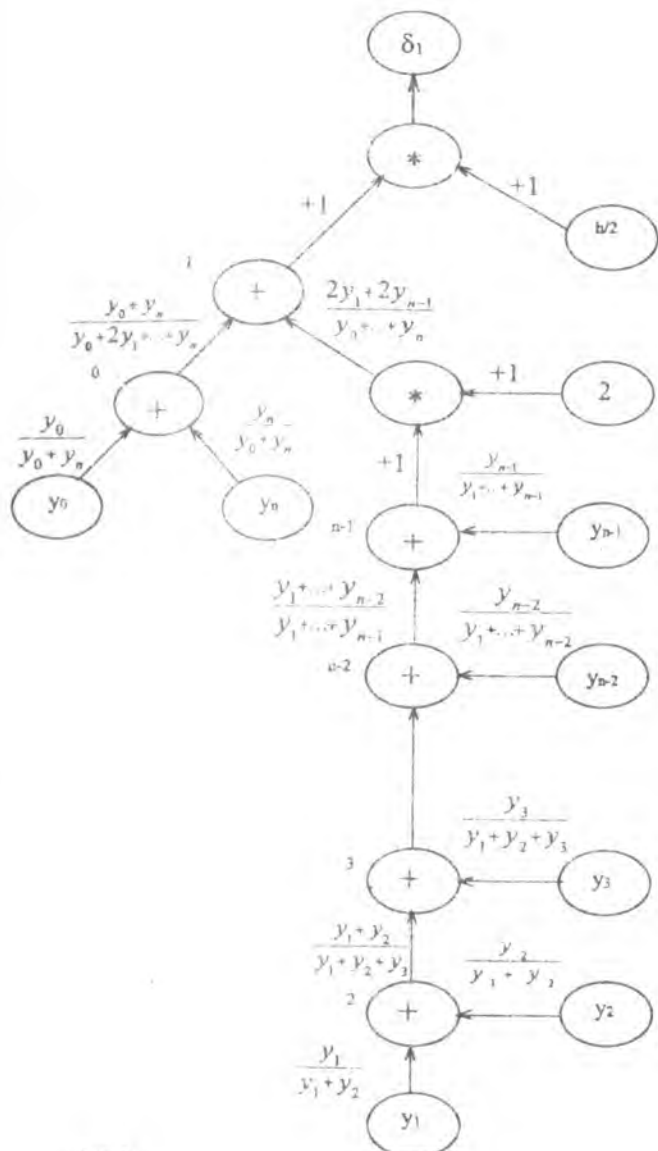 δ₁
*
+1
+1
h/2
1
+
y₀ + yₙ
y₀ + 2y₁ +...+ yₙ
2y₁ + 2yₙ₋₁
y₀ +...+ yₙ
0
+
*
+1
2
y₀
y₀ + yₙ
yₙ
y₀ + yₙ
+1
yₙ₋₁
y₁ +...+ yₙ₋₁
y₀
yₙ
n-1
+
yₙ₋₁
y₁ +...+ yₙ₋₂
y₁ +...+ yₙ₋₁
yₙ₋₂
y₁ +...+ yₙ₋₂
n-2
+
yₙ₋₂
y₃
y₁ + y₂ + y₃
3
+
y₃
y₁ + y₂
y₁ + y₂ + y₃
2
+
y₂
y₁
y₁ + y₂
y₁